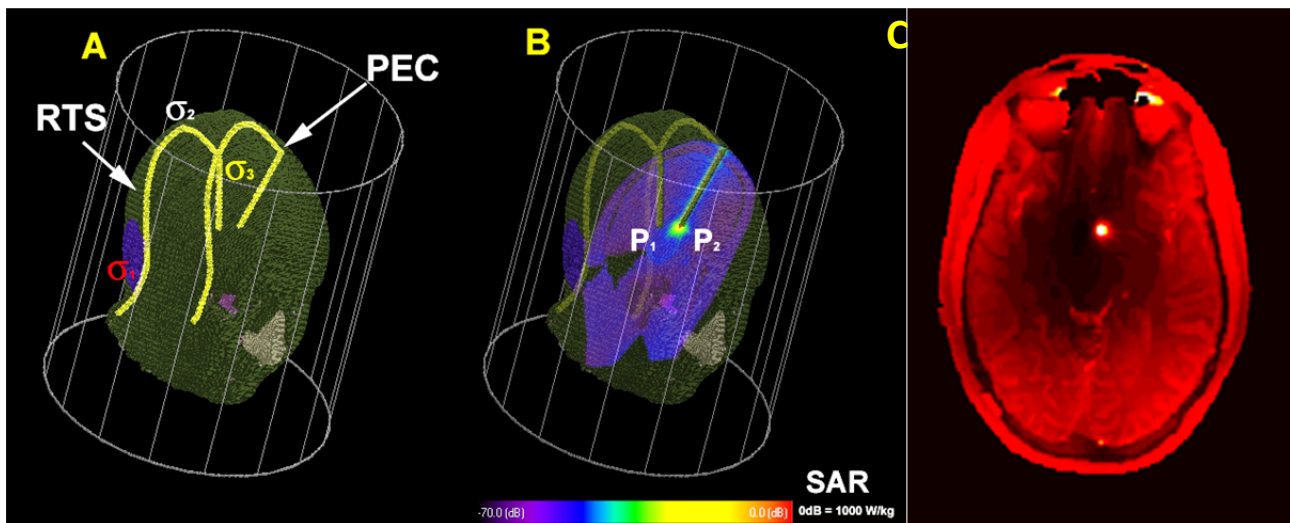 A
PEC
RTS
σ₂
σ₃
σ₁
B
P₁
P₂
-70.0 (dB)
0.0 (dB)
SAR
0dB = 1000 W/kg
C